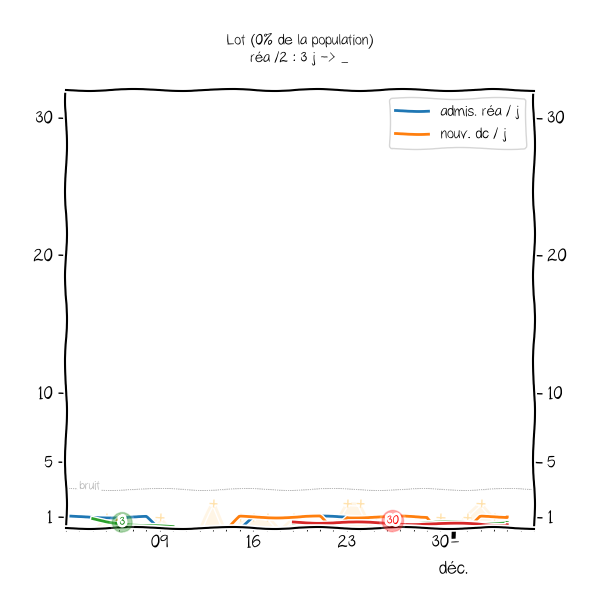 Lot (0% de la population)
réa /2 : 3 j -> _
admis. réa / j
nouv. dc / j
30 30
20 20
10 10
5 5
bruit
1 1
3 30
09 16 23 30
déc.